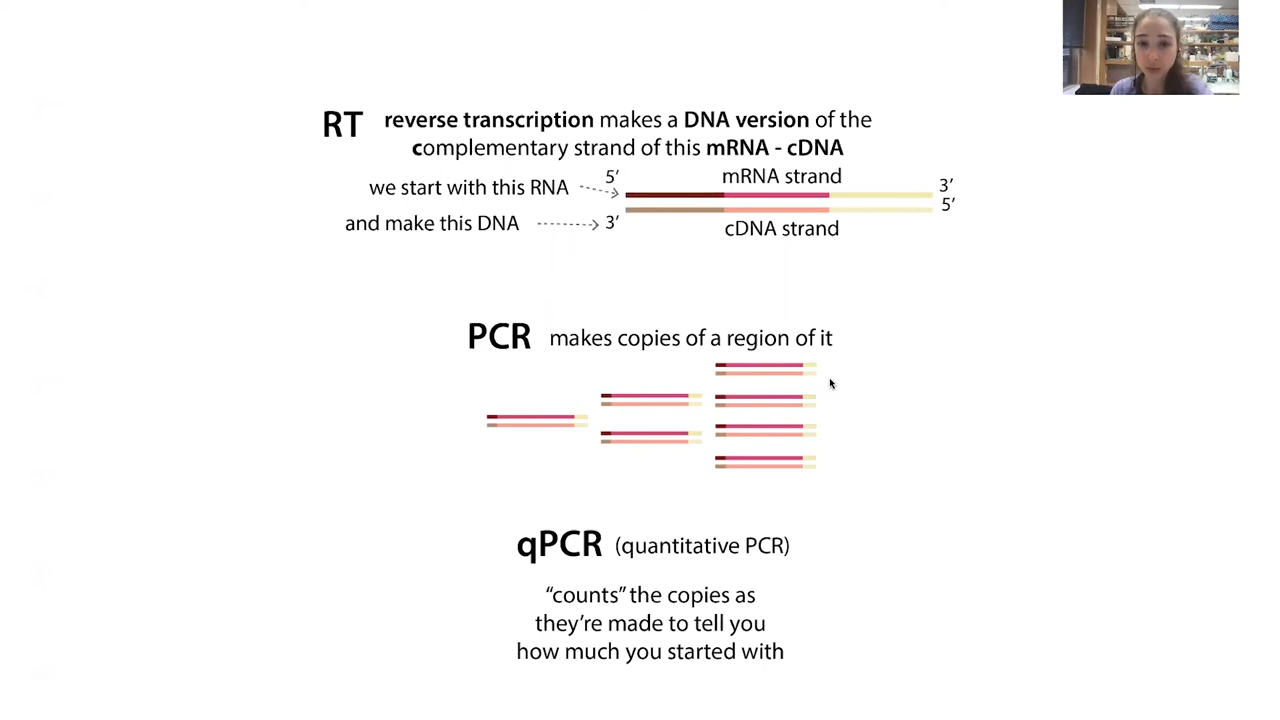 RT reverse transcription makes a DNA version of the
complementary strand of this mRNA - cDNA
we start with this RNA
5’
mRNA strand
3’
and make this DNA
3’
cDNA strand
5’
PCR makes copies of a region of it
qPCR (quantitative PCR)
“counts” the copies as
they’re made to tell you
how much you started with